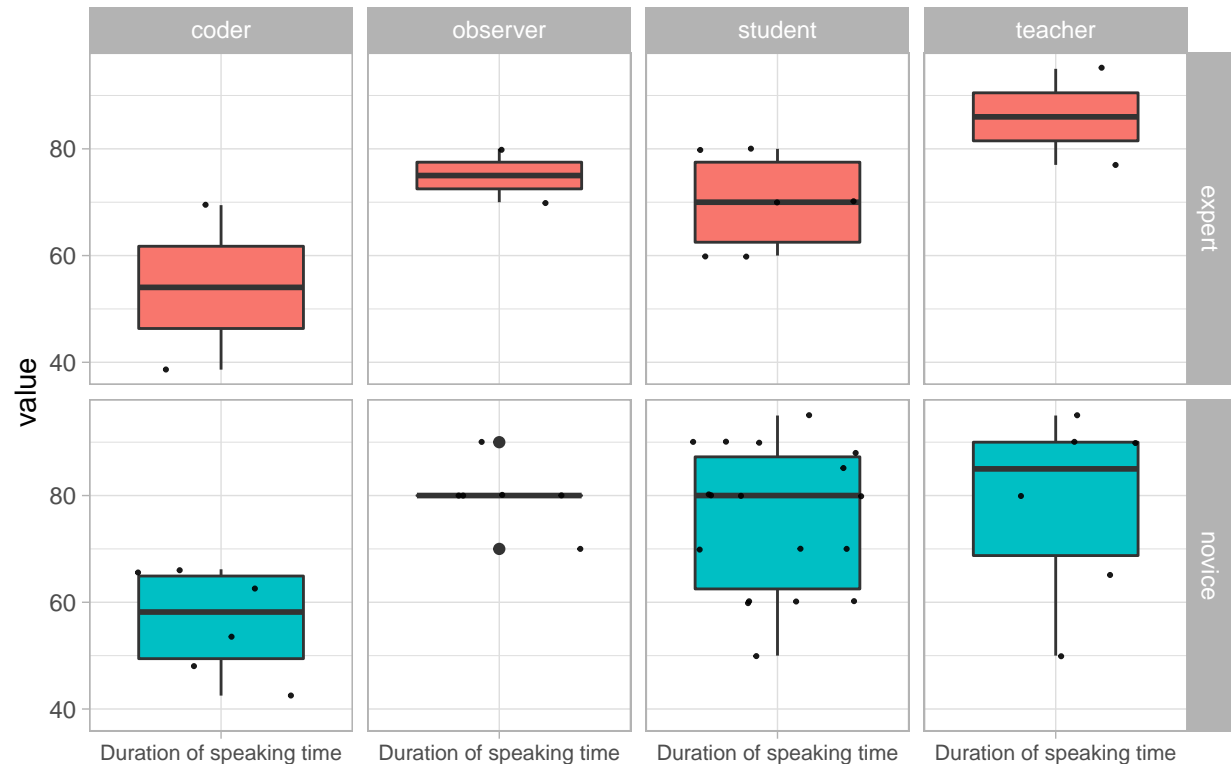 coder observer student teacher
80
60
40
expert
value
80
60
40
novice
Duration of speaking time Duration of speaking time Duration of speaking time Duration of speaking time